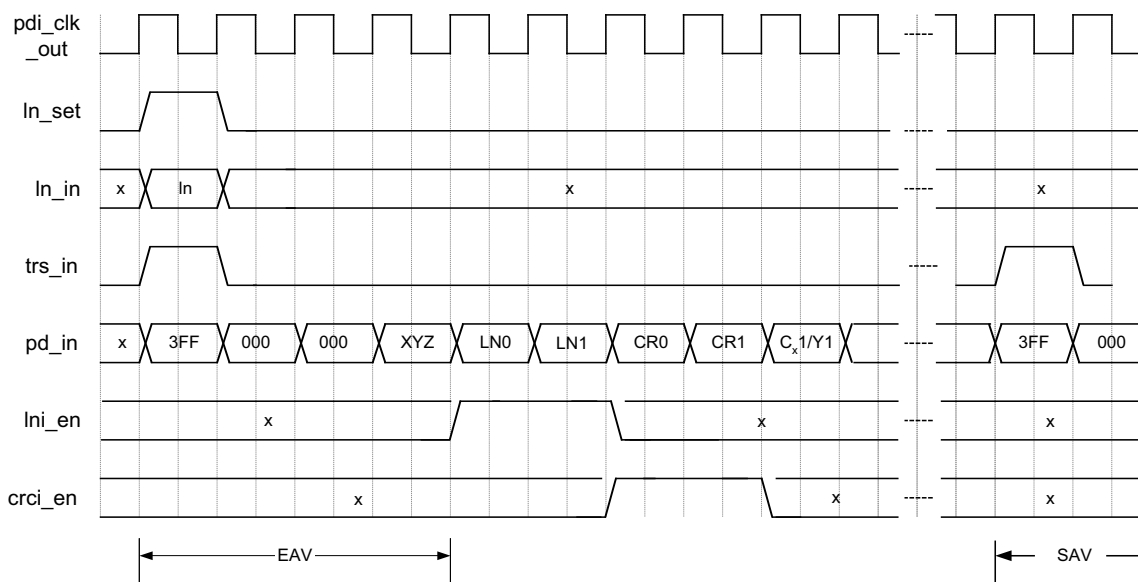 pdi_clk
_out
ln_set
ln_in x ln x x
trs_in
pd_in x 3FF 000 000 XYZ LN0 LN1 CR0 CR1 Cx1/Y1 3FF 000
lni_en x x x
crci_en x x x
EAV SAV